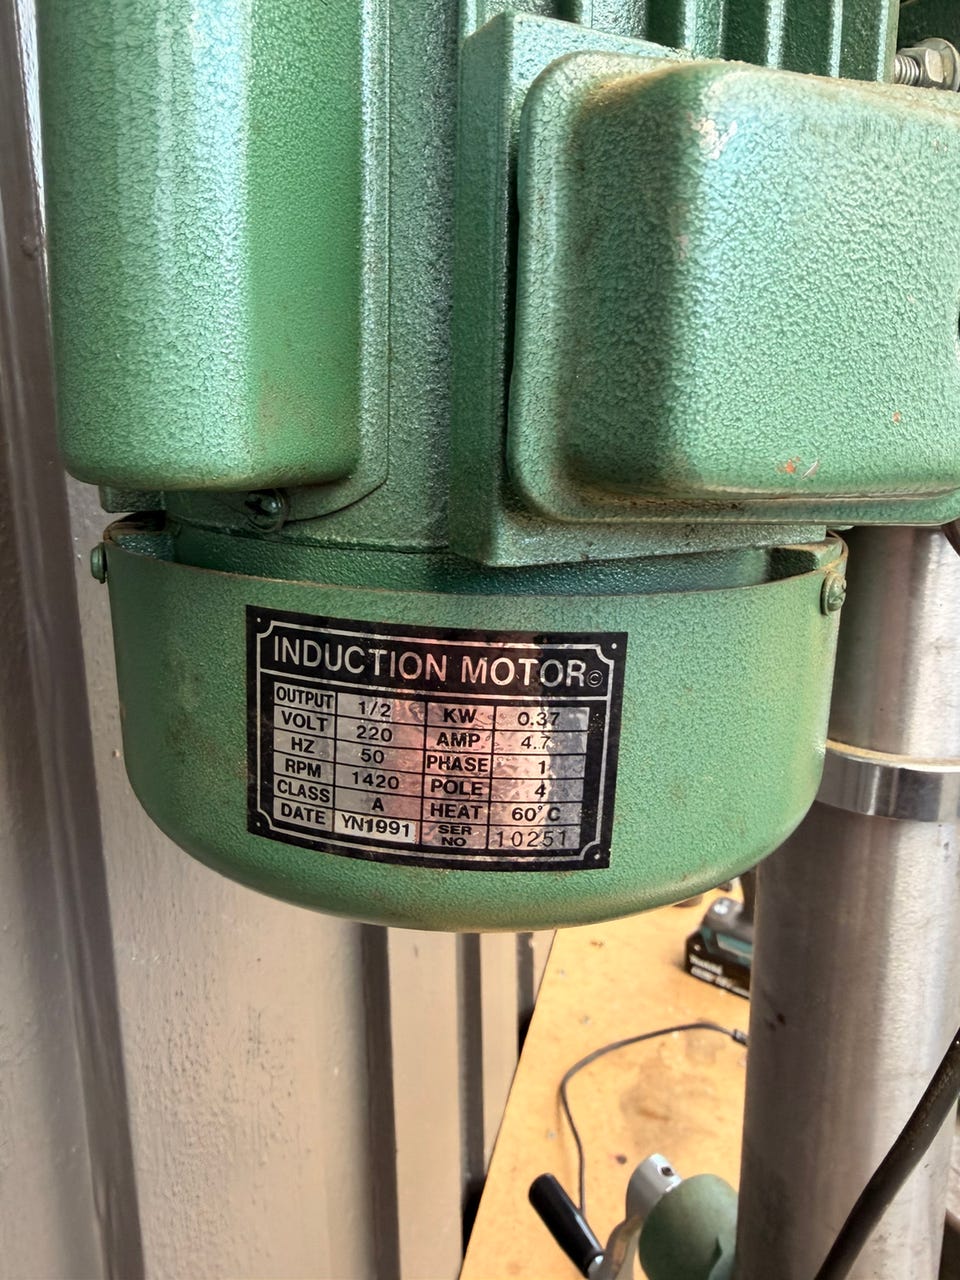 INDUCTION MOTOR©
OUTPUT 1/2 KW 0.37
VOLT 220 AMP 4.7
HZ 50 PHASE 1
RPM 1420 POLE 4
CLASS A HEAT 60°C
DATE YN1991 SER NO 10251